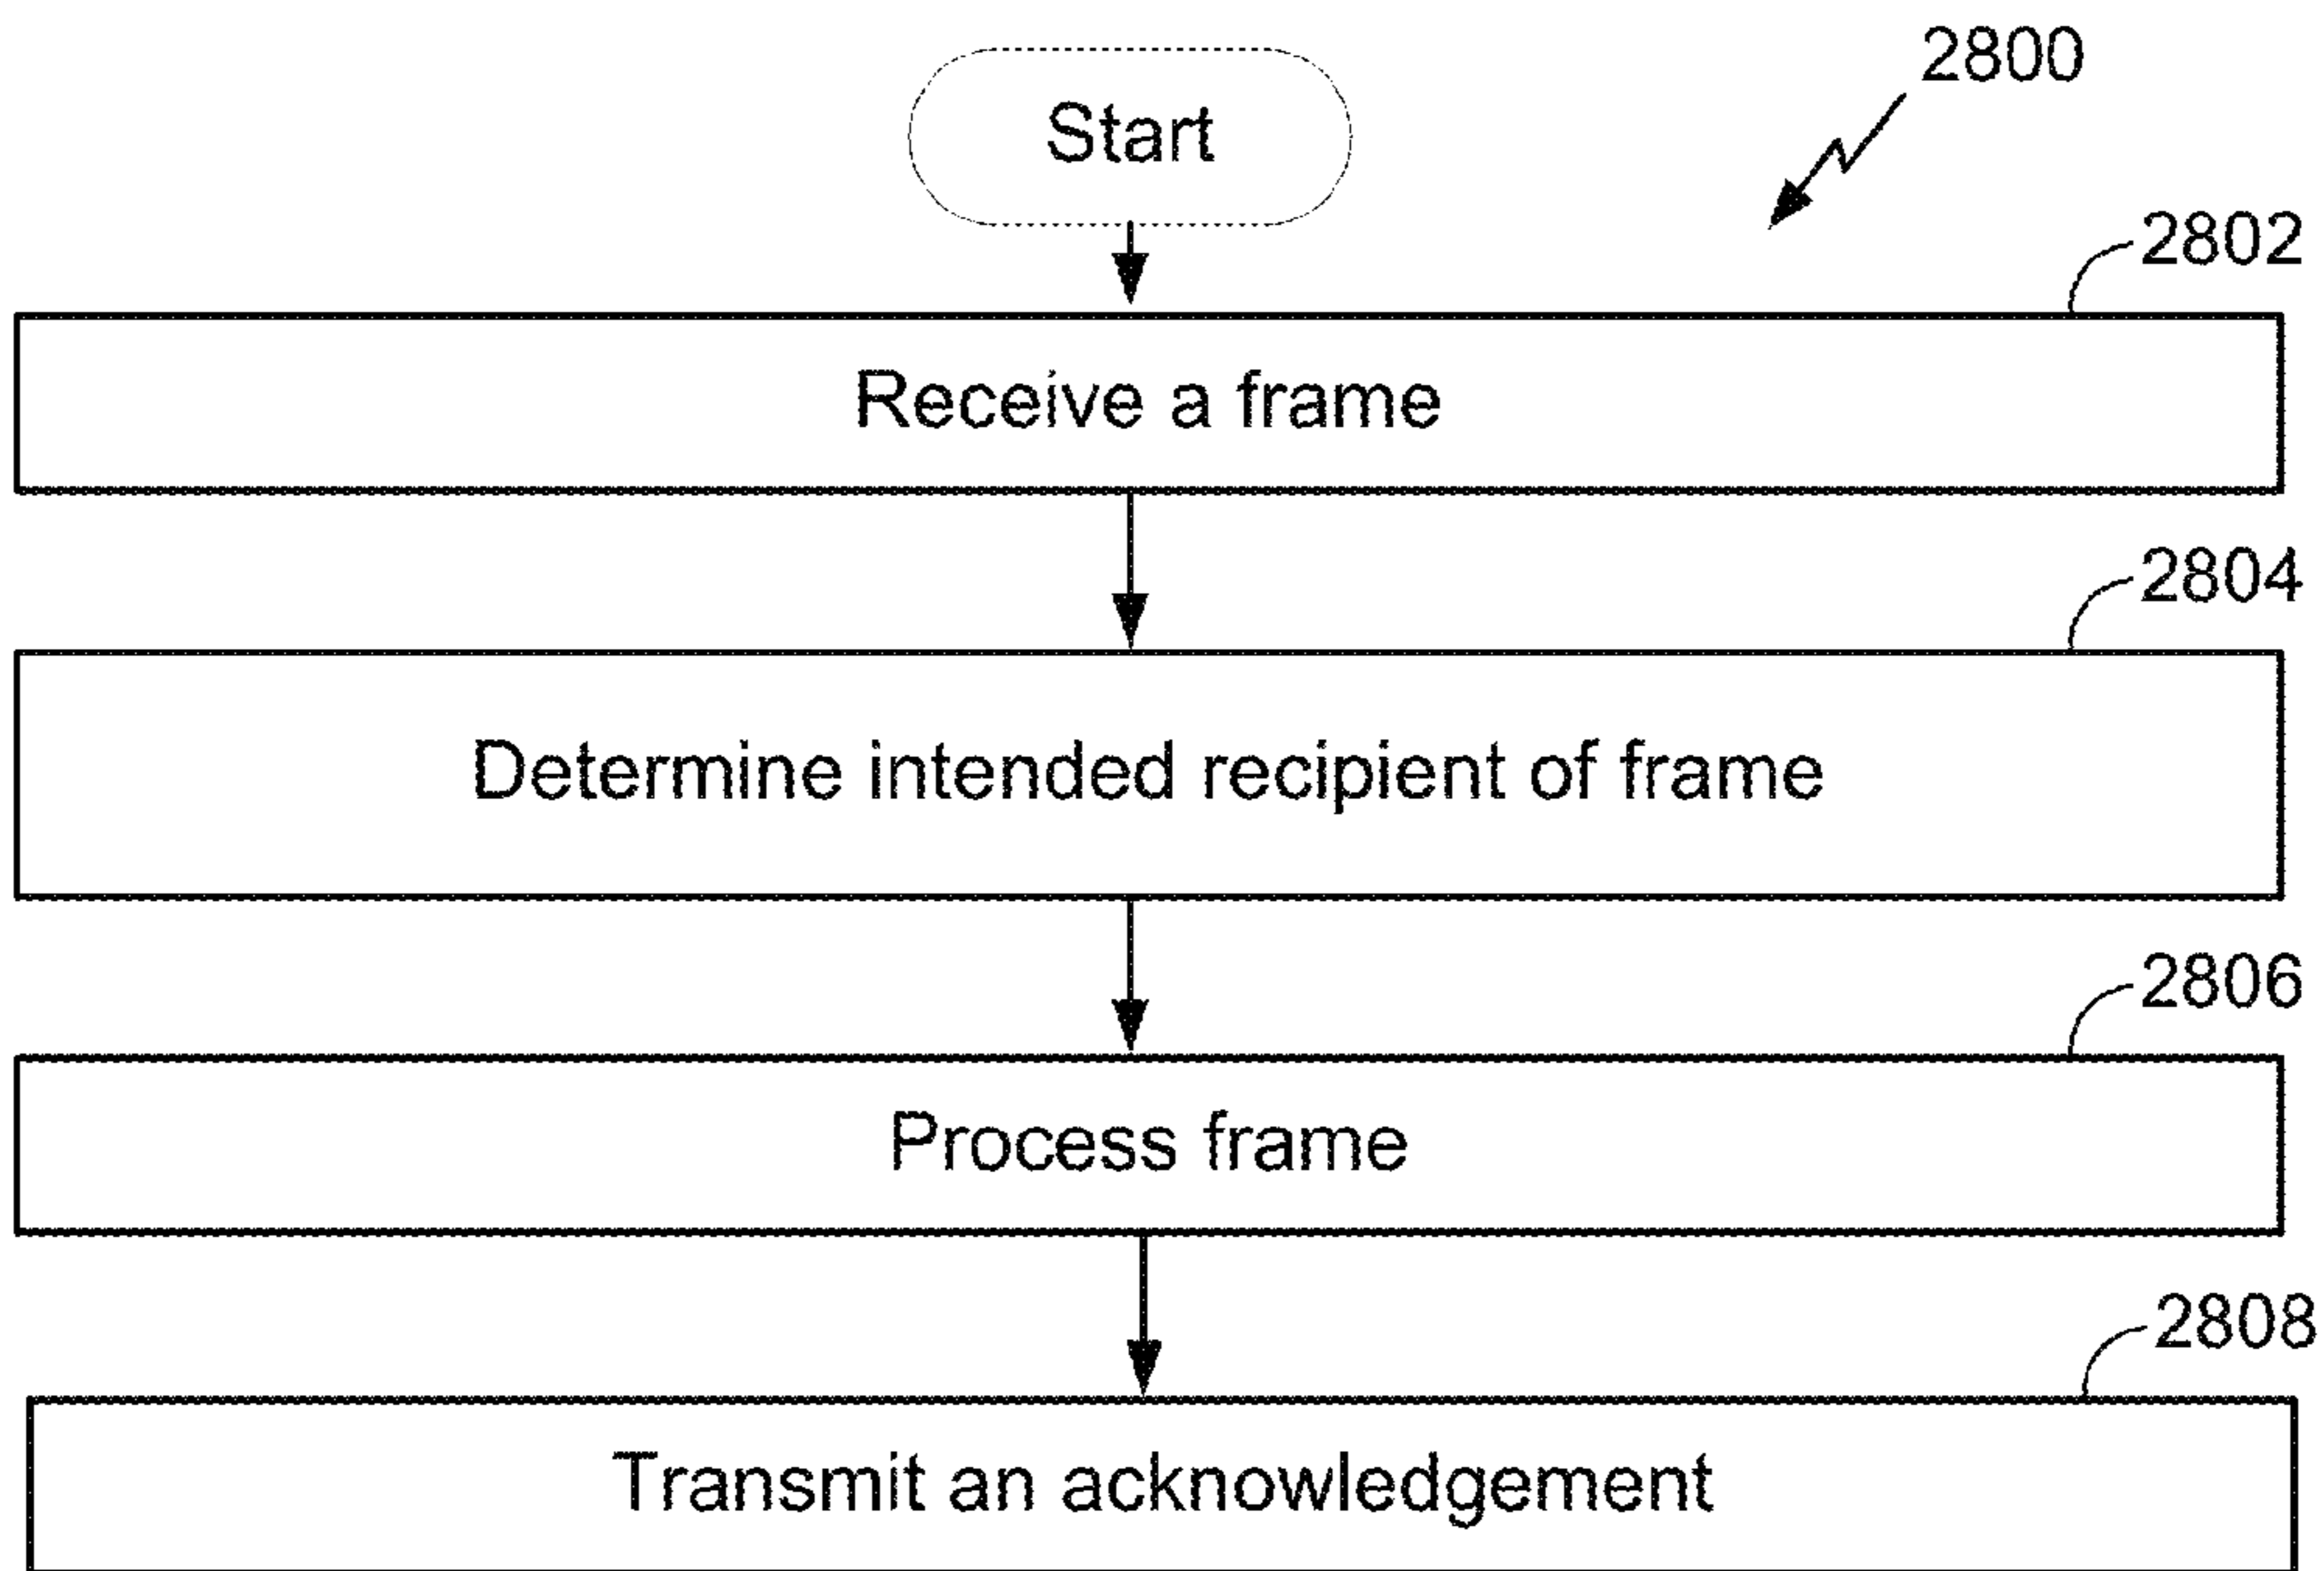 2800
Start
2802
Receive a frame
2804
Determine intended recipient of frame
2806
Process frame
2808
Transmit an acknowledgement